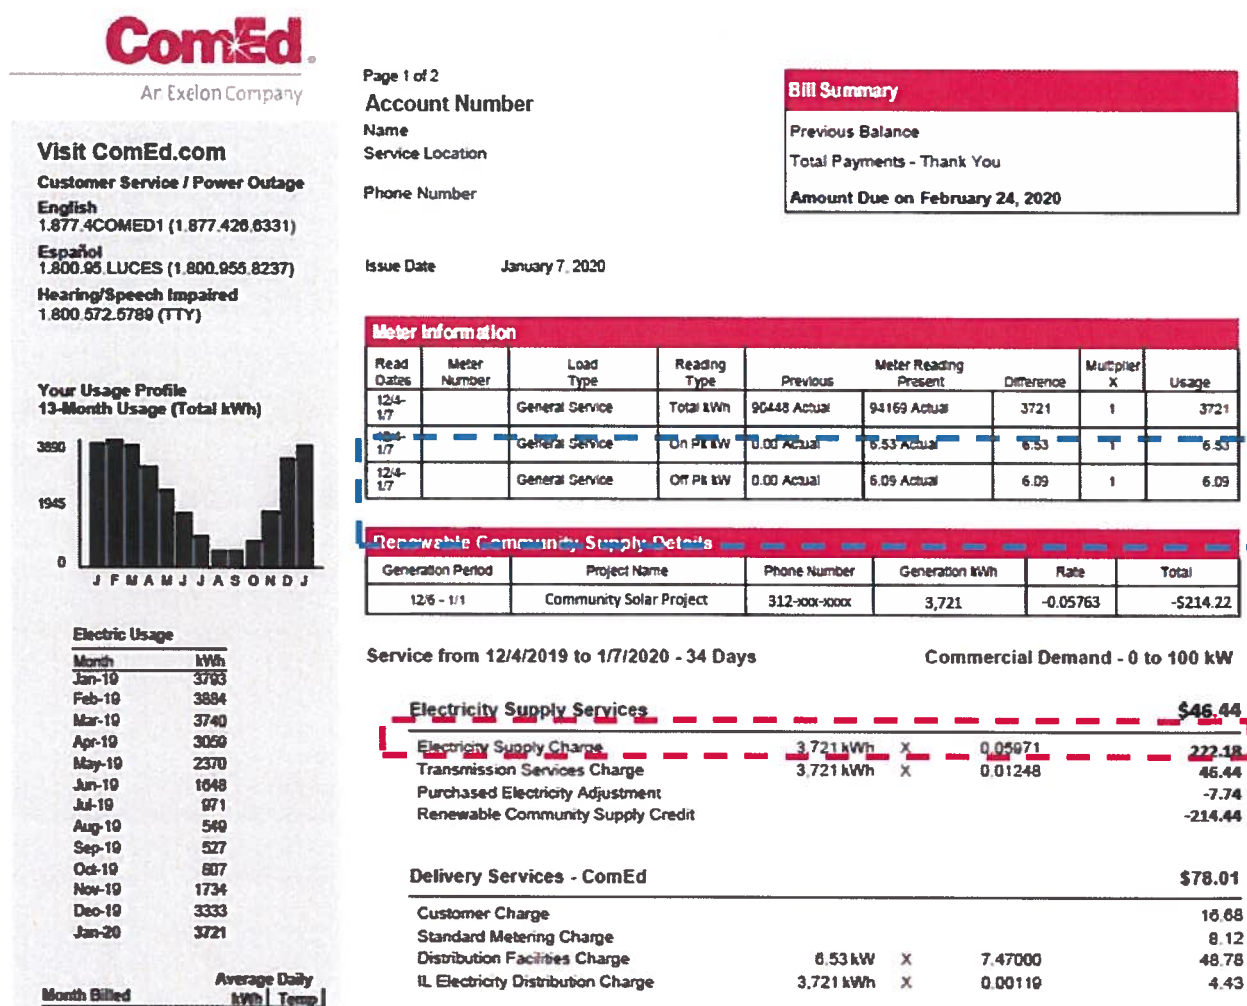 ComEd®
An Exelon Company
Visit ComEd.com
Customer Service / Power Outage
English
1.877.4COMED1 (1.877.426.6331)
Español
1.800.95.LUCES (1.800.955.8237)
Hearing/Speech Impaired
1.800.572.5789 (TTY)
Your Usage Profile
13-Month Usage (Total kWh)
3890
1945
0
J F M A M J J A S O N D J
Electric Usage
Month kWh
Jan-19 3793
Feb-19 3884
Mar-19 3740
Apr-19 3059
May-19 2370
Jun-19 1648
Jul-19 971
Aug-19 549
Sep-19 527
Oct-19 807
Nov-19 1734
Dec-19 3333
Jan-20 3721
Average Daily
Month Billed kWh Temp
Page 1 of 2
Account Number
Name
Service Location
Phone Number
Bill Summary
Previous Balance
Total Payments - Thank You
Amount Due on February 24, 2020
Issue Date January 7, 2020
Meter Information
Read Dates Meter Number Load Type Reading Type Previous Meter Reading Present Difference Multiplier X Usage
12/4-1/7 General Service Total kWh 90448 Actual 94169 Actual 3721 1 3721
12/4-1/7 General Service On Pk kW 0.00 Actual 6.53 Actual 6.53 1 6.53
12/4-1/7 General Service Off Pk kW 0.00 Actual 6.09 Actual 6.09 1 6.09
Renewable Community Supply Details
Generation Period Project Name Phone Number Generation kWh Rate Total
12/6 - 1/1 Community Solar Project 312-xxx-xxxx 3,721 -0.05763 -$214.22
Service from 12/4/2019 to 1/7/2020 - 34 Days Commercial Demand - 0 to 100 kW
Electricity Supply Services $46.44
Electricity Supply Charge 3,721 kWh X 0.05971 222.18
Transmission Services Charge 3,721 kWh X 0.01248 46.44
Purchased Electricity Adjustment -7.74
Renewable Community Supply Credit -214.44
Delivery Services - ComEd $78.01
Customer Charge 16.68
Standard Metering Charge 8.12
Distribution Facilities Charge 6.53 kW X 7.47000 48.78
IL Electricity Distribution Charge 3,721 kWh X 0.00119 4.43